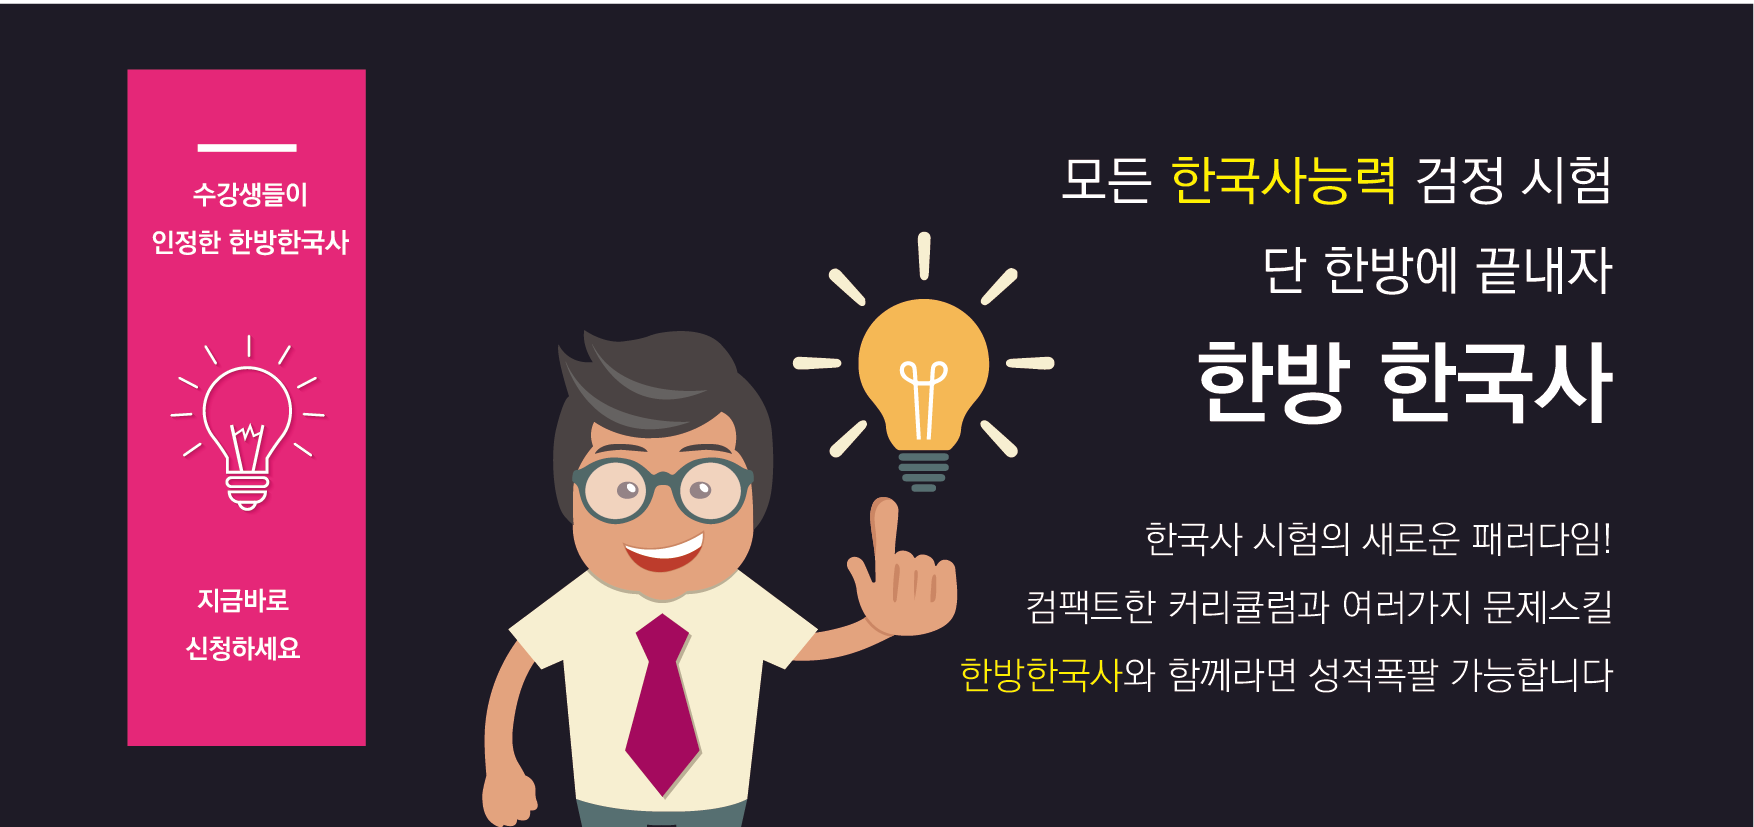 수강생들이
인정한 한방한국사
지금바로
신청하세요
모든 한국사능력 검정 시험
단 한방에 끝내자
한방 한국사
한국사 시험의 새로운 패러다임!
컴팩트한 커리큘럼과 여러가지 문제스킬
한방한국사와 함께라면 성적폭팔 가능합니다